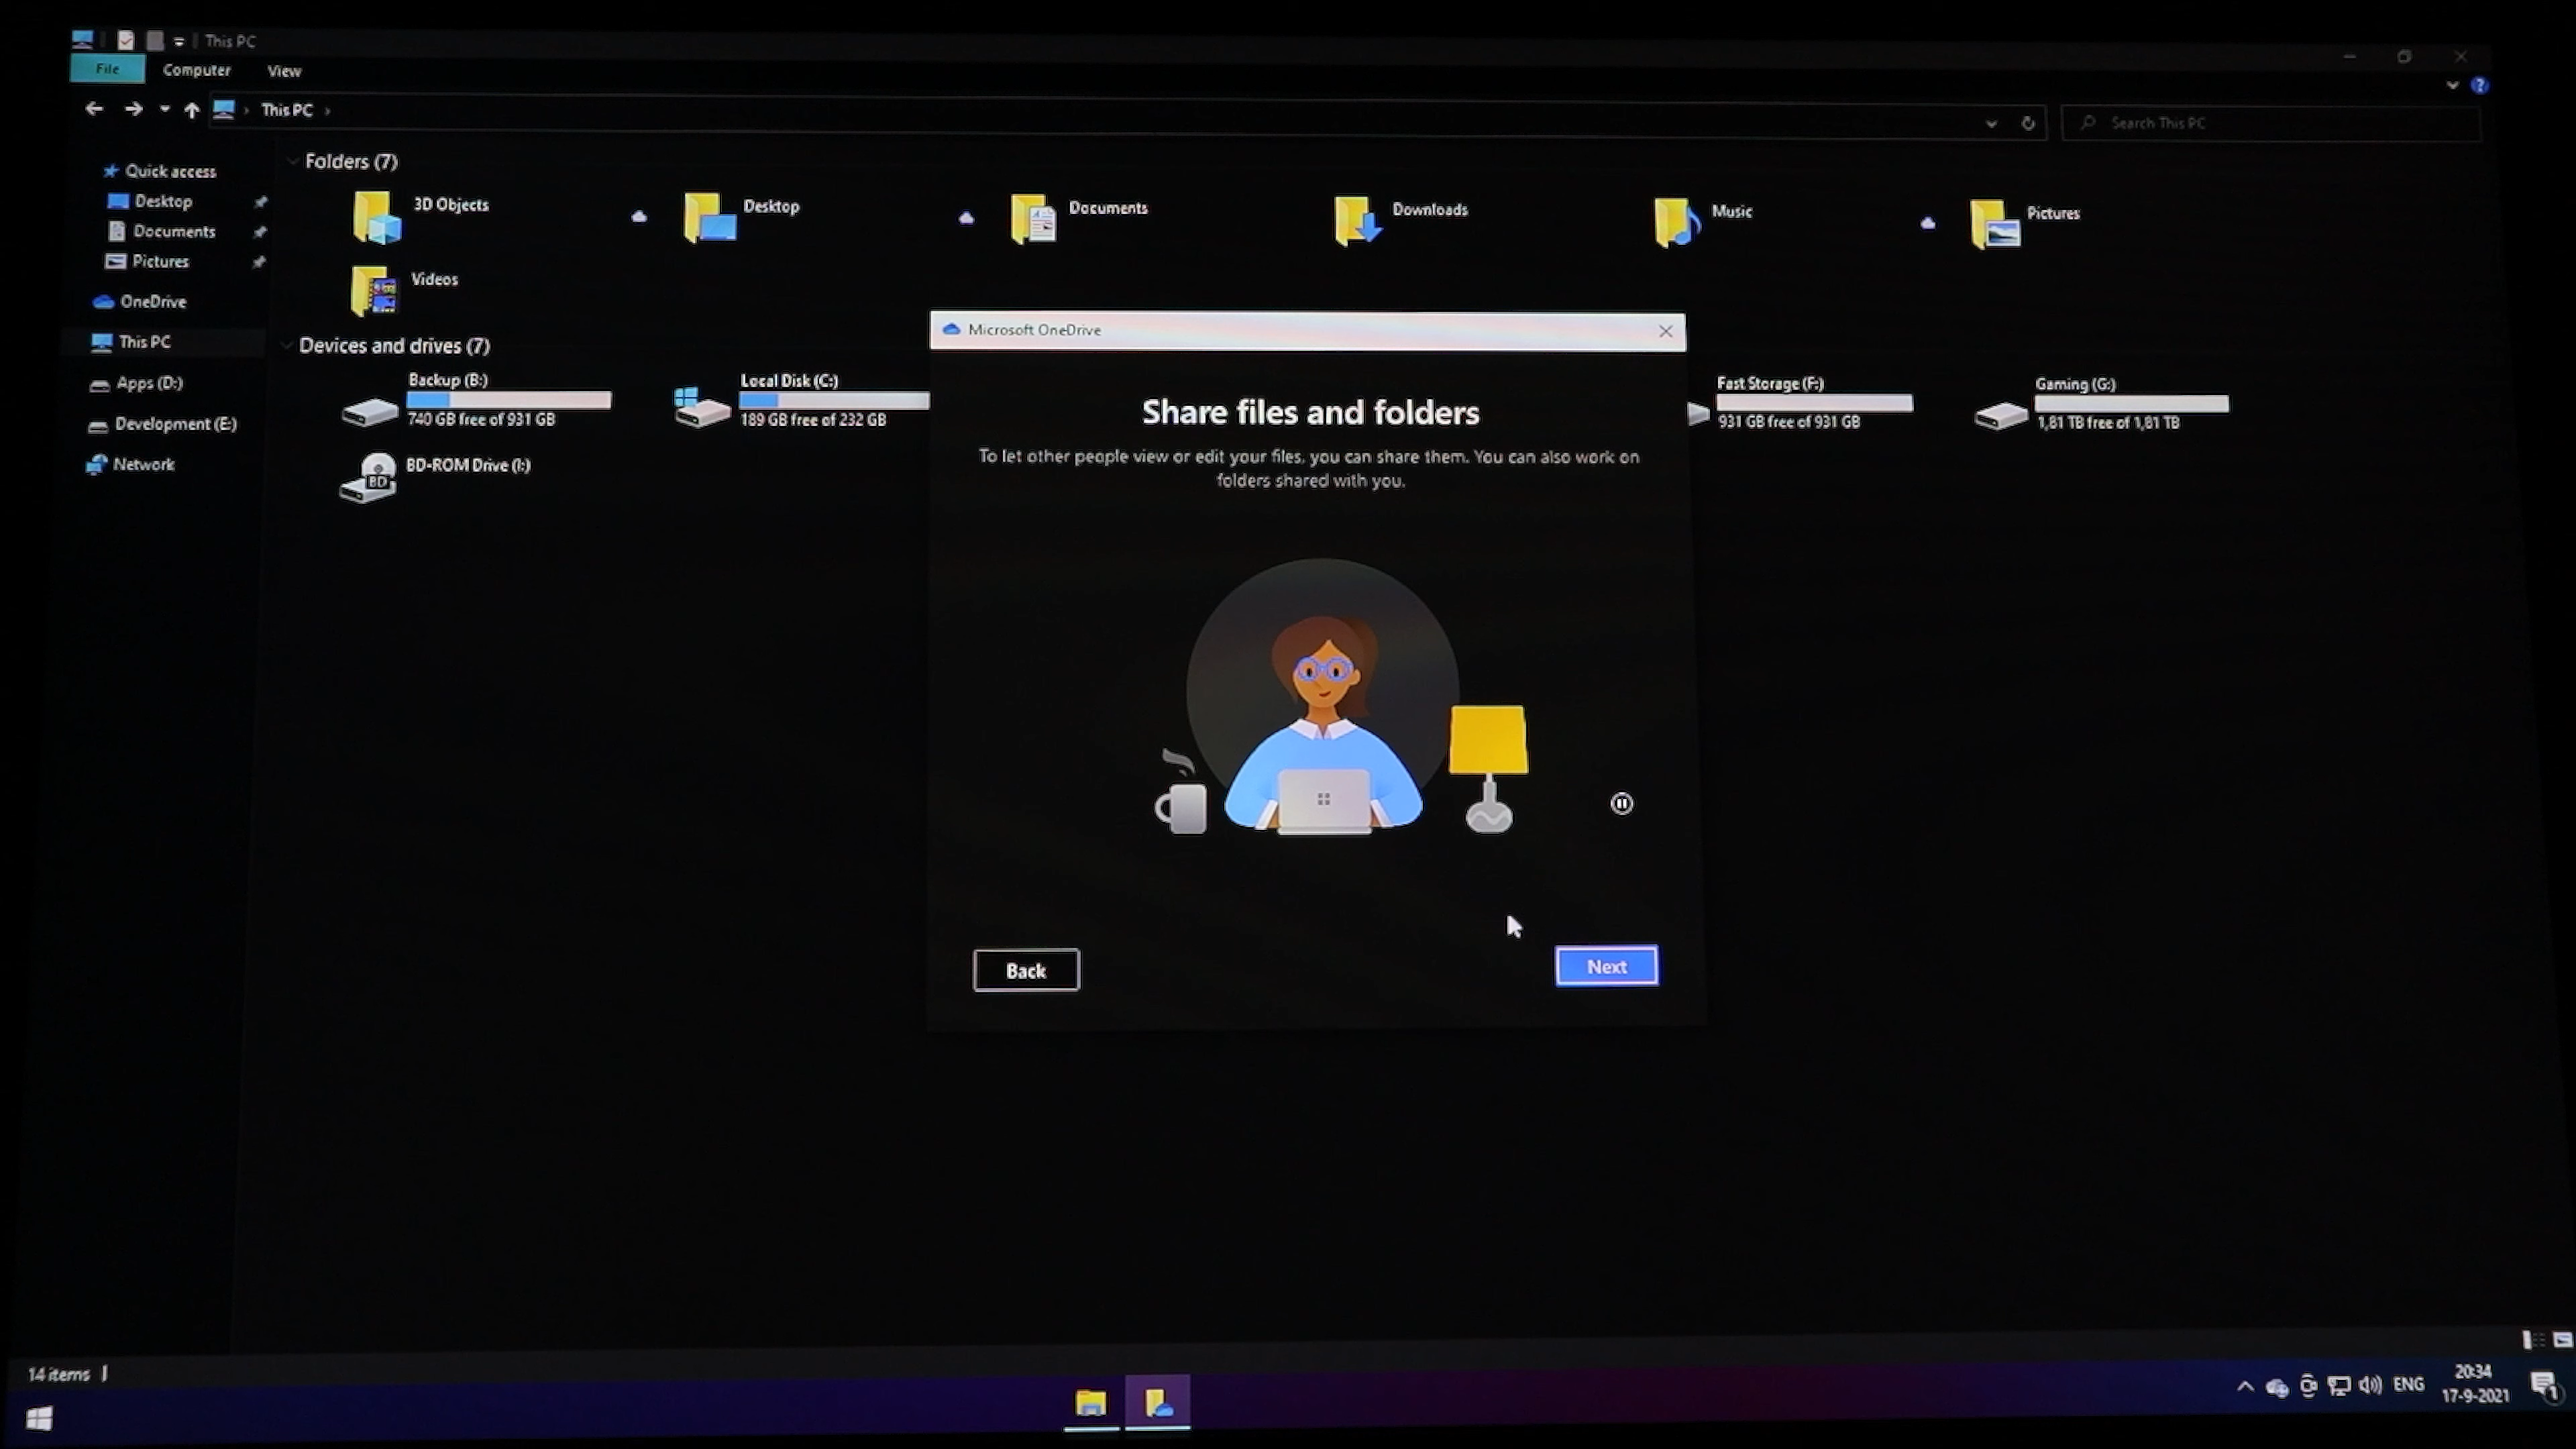 This PC
File Computer View
This PC
Search This PC
Quick access
Desktop
Documents
Pictures
OneDrive
This PC
Apps (D:)
Development (E:)
Network
Folders (7)
3D Objects
Desktop
Documents
Downloads
Music
Pictures
Videos
Devices and drives (7)
Backup (B:)
740 GB free of 931 GB
Local Disk (C:)
189 GB free of 232 GB
Fast Storage (F:)
931 GB free of 931 GB
Gaming (G:)
1,81 TB free of 1,81 TB
BD
BD-ROM Drive (I:)
Microsoft OneDrive
Share files and folders
To let other people view or edit your files, you can share them. You can also work on
folders shared with you.
Back
Next
14 items
ENG
20:34
17-9-2021
1